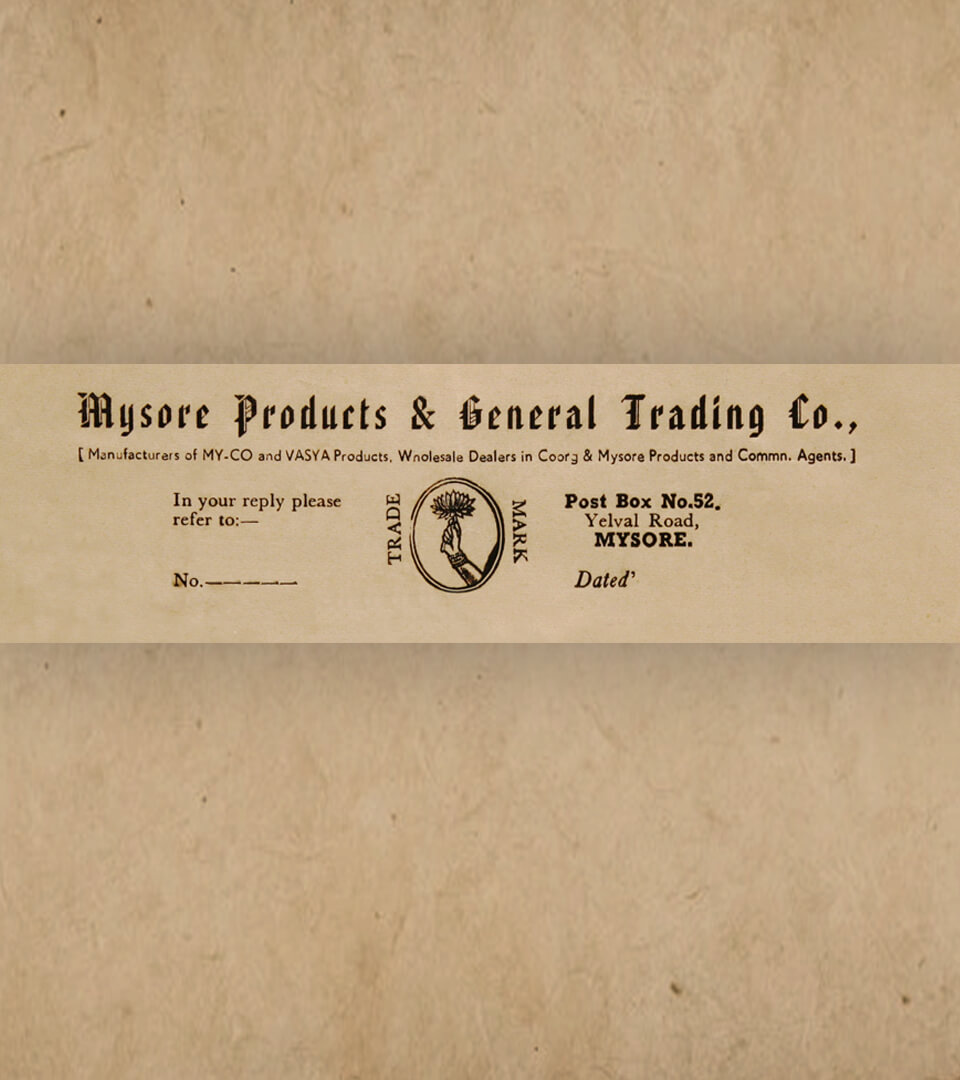 Mysore Products & General Trading Co.,
[ Manufacturers of MY-CO and VASYA Products, Wholesale Dealers in Coorg & Mysore Products and Commn. Agents. ]
In your reply please
refer to:—
No.—————
TRADE MARK
Post Box No.52.
Yelval Road,
MYSORE.
Dated'